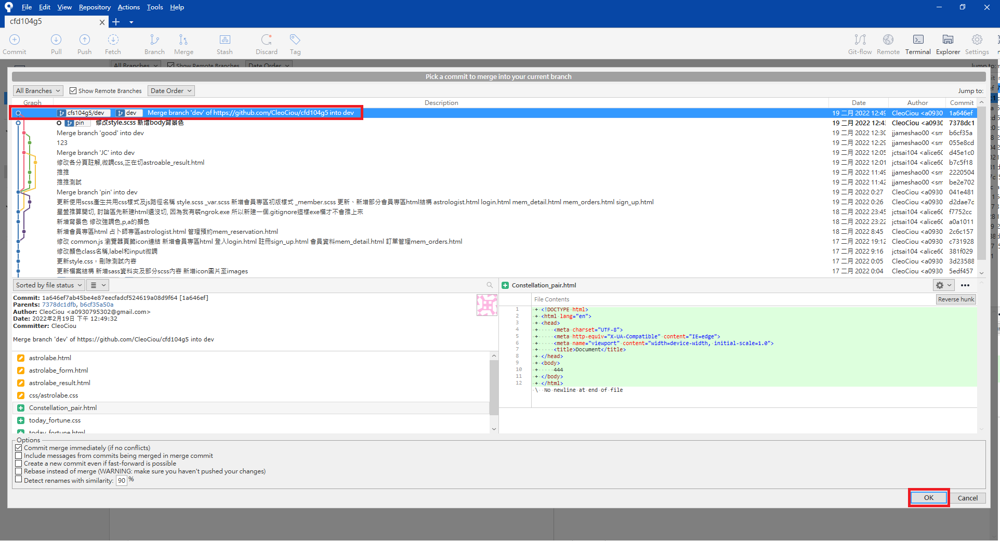 File Edit View Repository Actions Tools Help
cfd104g5
Commit Pull Push Fetch Branch Merge Stash Discard Tag Git-flow Remote Terminal Explorer Settings
All Branches Show Remote Branches Date Order Jump to:
Pick a commit to merge into your current branch
All Branches Show Remote Branches Date Order Jump to:
Graph Description Date Author Commit
cfs104g5/dev dev Merge branch 'dev' of https://github.com/CleoCiou/cfd104g5 into dev 19 二月 2022 12:49 CleoCiou <a0930 1a646ef
pin 修改style.scss 新增body背景色 19 二月 2022 12:43 CleoCiou <a0930 7378dc1
Merge branch 'good' into dev 19 二月 2022 12:30 jjameshao00 <sm b6cf35a
123 19 二月 2022 12:29 jjameshao00 <sm 055e8cd
Merge branch 'JC' into dev 19 二月 2022 12:05 jctsai104 <alice60 d45e1c0
修改各分頁註解,微調css,正在切astroable_result.html 19 二月 2022 12:01 jctsai104 <alice60 b7c5f18
推推 19 二月 2022 11:49 jjameshao00 <sm 2220504
推推測試 19 二月 2022 11:42 jjameshao00 <sm be2e702
Merge branch 'pin' into dev 19 二月 2022 0:27 CleoCiou <a0930 041e481
更新使用scss產生共用css樣式及js路徑名稱 style.scss _var.scss 新增會員專區初版樣式 _member.scss 更新、新增部分會員專區html結構 astrologist.html login.html mem_detail.html mem_orders.html sign_up.html 19 二月 2022 0:26 CleoCiou <a0930 d2dae7c
星盤推算開切, 討論區先新建html還沒切, 因為我有裝ngrok.exe 所以新建一個.gitignore這樣exe檔才不會推上來 18 二月 2022 23:45 jctsai104 <alice60 f7752cc
新增背景色 修改強調色,p,a的顏色 18 二月 2022 23:22 jctsai104 <alice60 a0a1011
新增會員專區html 占卜師專區astrologist.html 管理預約mem_reservation.html 18 二月 2022 8:45 CleoCiou <a0930 2c6c157
修改 common.js 瀏覽器頁籤icon連結 新增會員專區html 登入login.html 註冊sign_up.html 會員資料mem_detail.html 訂單管理mem_orders.html 17 二月 2022 19:12 CleoCiou <a0930 c731928
修改顏色class名稱,label和input微調 17 二月 2022 9:16 jctsai104 <alice60 381f029
更新style.css，刪除測試內容 17 二月 2022 0:05 CleoCiou <a0930 3d23588
更新檔案結構 新增sass資料夾及部分scss內容 新增icon圖片至images 17 二月 2022 0:04 CleoCiou <a0930 5edf457
Sorted by file status
Commit: 1a646ef7ab45be4e87eecfadcf524619a08d9f64 [1a646ef]
Parents: 7378dc1dfb, b6cf35a50a
Author: CleoCiou <a0930795302@gmail.com>
Date: 2022年2月19日 下午 12:49:32
Committer: CleoCiou
Merge branch 'dev' of https://github.com/CleoCiou/cfd104g5 into dev
astrolabe.html
astrolabe_form.html
astrolabe_result.html
css/astrolabe.css
Constellation_pair.html
today_fortune.css
today_fortune.html
Constellation_pair.html
File Contents Reverse hunk
1 + <!DOCTYPE html>
2 + <html lang="en">
3 + <head>
4 + <meta charset="UTF-8">
5 + <meta http-equiv="X-UA-Compatible" content="IE=edge">
6 + <meta name="viewport" content="width=device-width, initial-scale=1.0">
7 + <title>Document</title>
8 + </head>
9 + <body>
10 + 444
11 + </body>
12 + </html>
\ No newline at end of file
Options
Commit merge immediately (if no conflicts)
Include messages from commits being merged in merge commit
Create a new commit even if fast-forward is possible
Rebase instead of merge (WARNING: make sure you haven't pushed your changes)
Detect renames with similarity: 90 %
OK Cancel